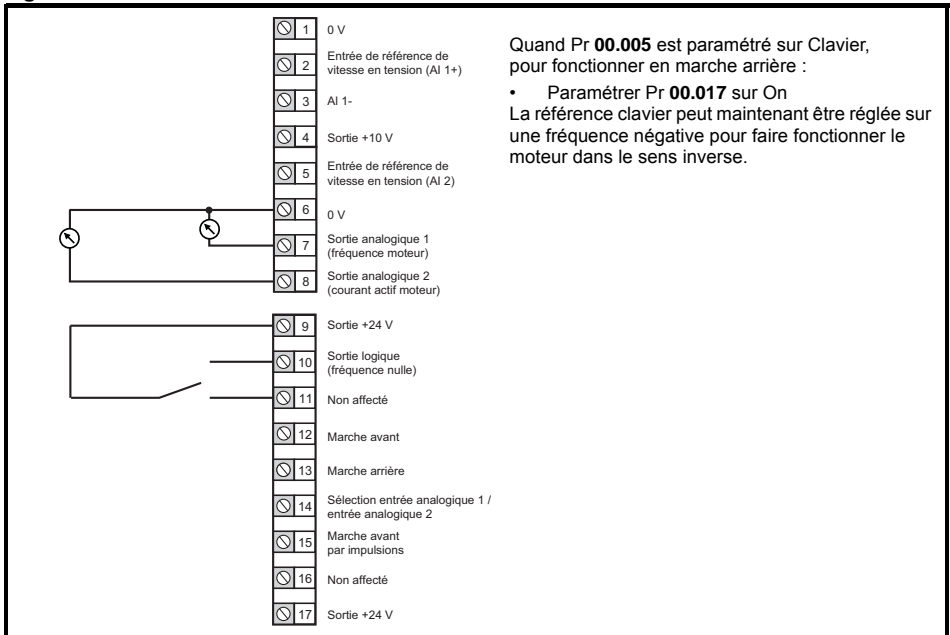 1 0 V
2 Entrée de référence de
vitesse en tension (AI 1+)
3 AI 1-
4 Sortie +10 V
5 Entrée de référence de
vitesse en tension (AI 2)
6 0 V
7 Sortie analogique 1
(fréquence moteur)
8 Sortie analogique 2
(courant actif moteur)
9 Sortie +24 V
10 Sortie logique
(fréquence nulle)
11 Non affecté
12 Marche avant
13 Marche arrière
14 Sélection entrée analogique 1 /
entrée analogique 2
15 Marche avant
par impulsions
16 Non affecté
17 Sortie +24 V
Quand Pr 00.005 est paramétré sur Clavier,
pour fonctionner en marche arrière :
• Paramétrer Pr 00.017 sur On
La référence clavier peut maintenant être réglée sur
une fréquence négative pour faire fonctionner le
moteur dans le sens inverse.